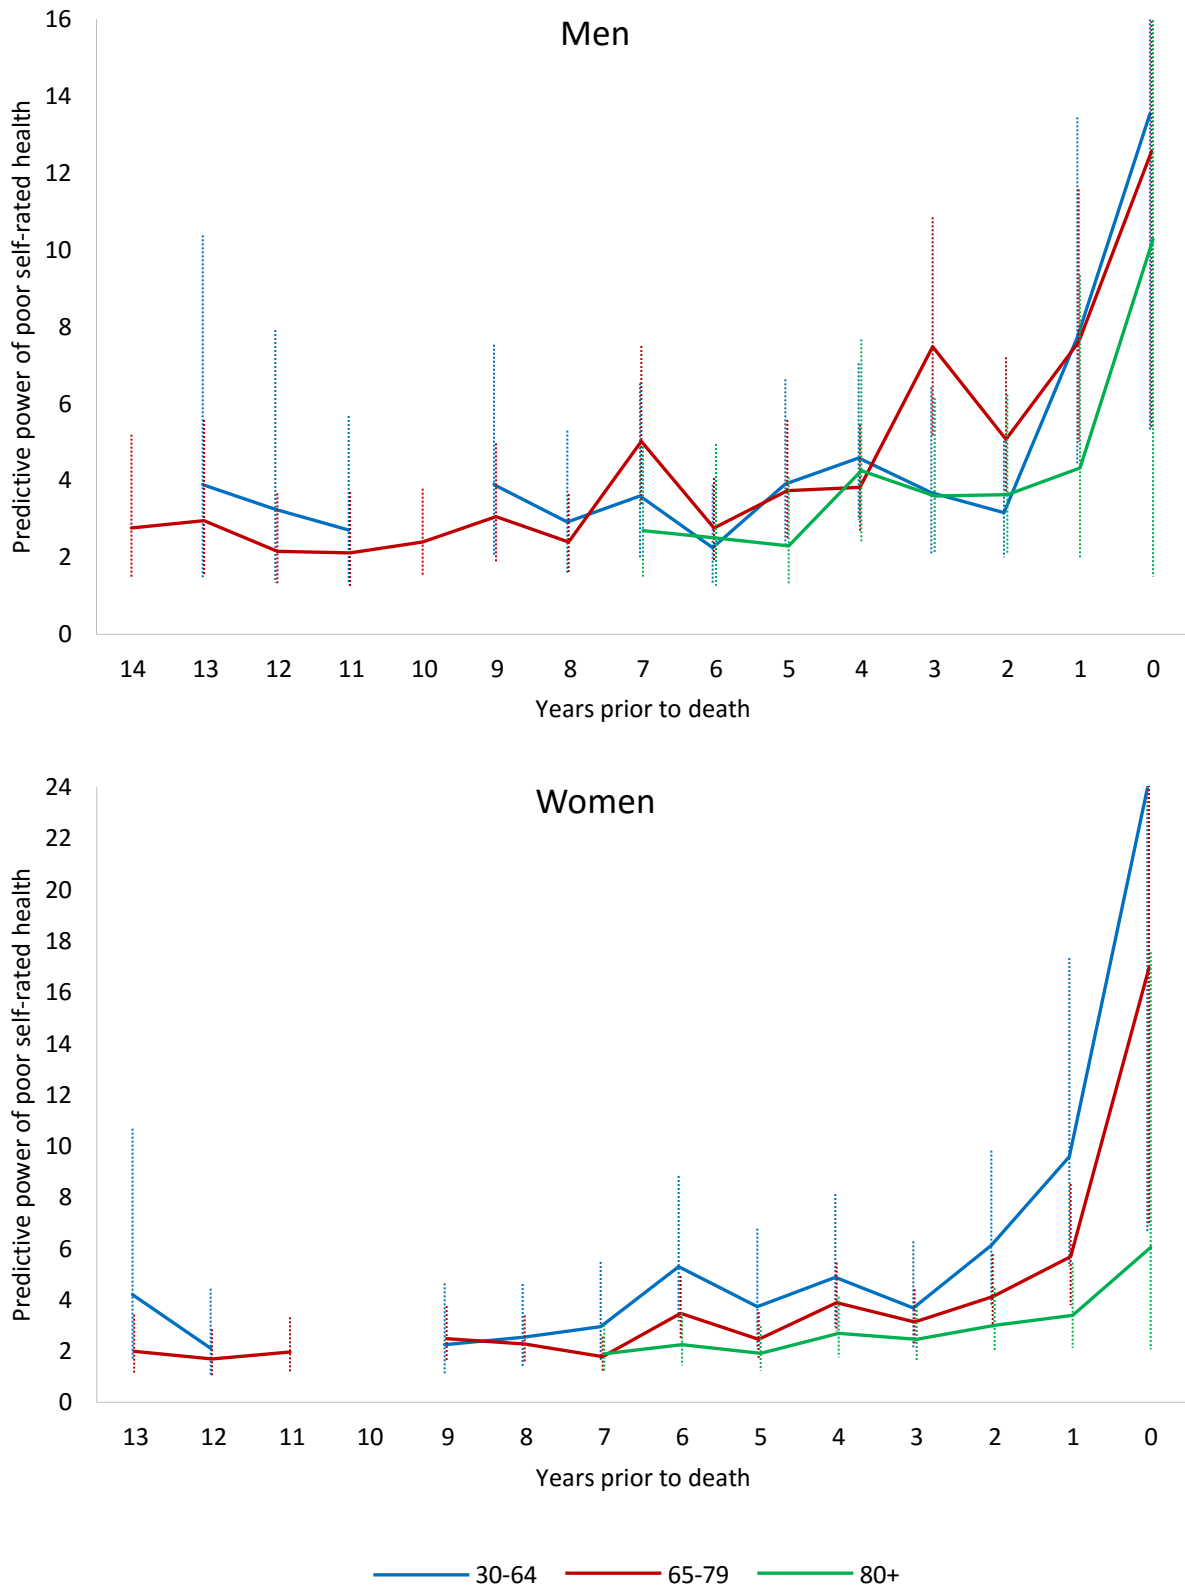 Men
Predictive power of poor self-rated health
16
14
12
10
8
6
4
2
0
14 13 12 11 10 9 8 7 6 5 4 3 2 1 0
Years prior to death
Women
Predictive power of poor self-rated health
24
22
20
18
16
14
12
10
8
6
4
2
0
13 12 11 10 9 8 7 6 5 4 3 2 1 0
Years prior to death
30-64 65-79 80+